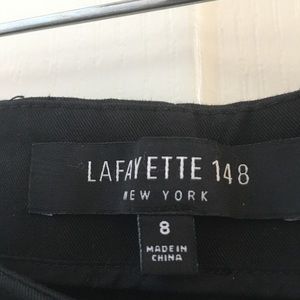 LAFAYETTE 148
NEW YORK
8
MADE IN
CHINA